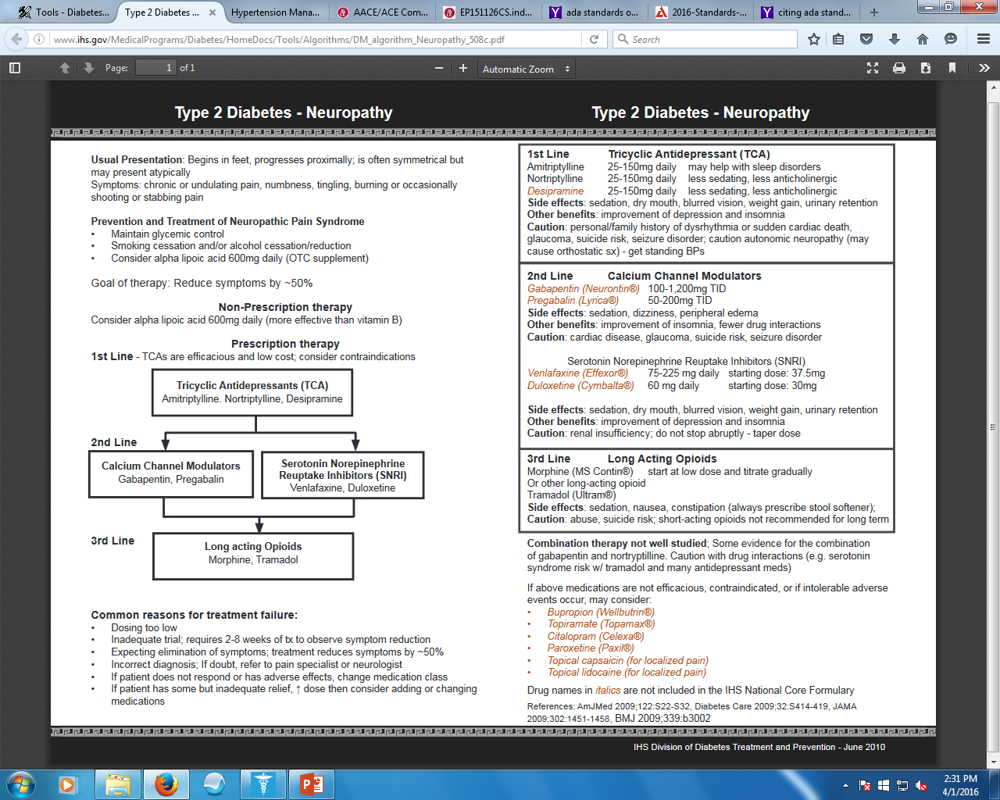 Tools - Diabetes...
Type 2 Diabetes ...
Hypertension Mana...
AACE/ACE Com...
EP151126CS.ind...
ada standards o...
2016-Standards-...
citing ada stand...
www.ihs.gov/MedicalPrograms/Diabetes/HomeDocs/Tools/Algorithms/DM_algorithm_Neuropathy_508c.pdf
Search
Page: 1 of 1
Automatic Zoom
Type 2 Diabetes - Neuropathy
Usual Presentation: Begins in feet, progresses proximally; is often symmetrical but
may present atypically
Symptoms: chronic or undulating pain, numbness, tingling, burning or occasionally
shooting or stabbing pain
Prevention and Treatment of Neuropathic Pain Syndrome
• Maintain glycemic control
• Smoking cessation and/or alcohol cessation/reduction
• Consider alpha lipoic acid 600mg daily (OTC supplement)
Goal of therapy: Reduce symptoms by ~50%
Non-Prescription therapy
Consider alpha lipoic acid 600mg daily (more effective than vitamin B)
Prescription therapy
1st Line - TCAs are efficacious and low cost; consider contraindications
Tricyclic Antidepressants (TCA)
Amitriptyline. Nortriptyline, Desipramine
2nd Line
Calcium Channel Modulators
Gabapentin, Pregabalin
Serotonin Norepinephrine
Reuptake Inhibitors (SNRI)
Venlafaxine, Duloxetine
3rd Line
Long acting Opioids
Morphine, Tramadol
Common reasons for treatment failure:
• Dosing too low
• Inadequate trial; requires 2-8 weeks of tx to observe symptom reduction
• Expecting elimination of symptoms; treatment reduces symptoms by ~50%
• Incorrect diagnosis; If doubt, refer to pain specialist or neurologist
• If patient does not respond or has adverse effects, change medication class
• If patient has some but inadequate relief, ↑ dose then consider adding or changing
medications
Type 2 Diabetes - Neuropathy
1st Line Tricyclic Antidepressant (TCA)
Amitriptylline 25-150mg daily may help with sleep disorders
Nortriptylline 25-150mg daily less sedating, less anticholinergic
Desipramine 25-150mg daily less sedating, less anticholinergic
Side effects: sedation, dry mouth, blurred vision, weight gain, urinary retention
Other benefits: improvement of depression and insomnia
Caution: personal/family history of dysrhythmia or sudden cardiac death,
glaucoma, suicide risk, seizure disorder; caution autonomic neuropathy (may
cause orthostatic sx) - get standing BPs
2nd Line Calcium Channel Modulators
Gabapentin (Neurontin®) 100-1,200mg TID
Pregabalin (Lyrica®) 50-200mg TID
Side effects: sedation, dizziness, peripheral edema
Other benefits: improvement of insomnia, fewer drug interactions
Caution: cardiac disease, glaucoma, suicide risk, seizure disorder
Serotonin Norepinephrine Reuptake Inhibitors (SNRI)
Venlafaxine (Effexor®) 75-225 mg daily starting dose: 37.5mg
Duloxetine (Cymbalta®) 60 mg daily starting dose: 30mg
Side effects: sedation, dry mouth, blurred vision, weight gain, urinary retention
Other benefits: improvement of depression and insomnia
Caution: renal insufficiency; do not stop abruptly - taper dose
3rd Line Long Acting Opioids
Morphine (MS Contin®) start at low dose and titrate gradually
Or other long-acting opioid
Tramadol (Ultram®)
Side effects: sedation, nausea, constipation (always prescribe stool softener);
Caution: abuse, suicide risk; short-acting opioids not recommended for long term
Combination therapy not well studied; Some evidence for the combination
of gabapentin and nortryptilline. Caution with drug interactions (e.g. serotonin
syndrome risk w/ tramadol and many antidepressant meds)
If above medications are not efficacious, contraindicated, or if intolerable adverse
events occur, may consider:
• Bupropion (Wellbutrin®)
• Topiramate (Topamax®)
• Citalopram (Celexa®)
• Paroxetine (Paxil®)
• Topical capsaicin (for localized pain)
• Topical lidocaine (for localized pain)
Drug names in italics are not included in the IHS National Core Formulary
References: AmJMed 2009;122:S22-S32, Diabetes Care 2009;32:S414-419, JAMA
2009;302:1451-1458, BMJ 2009;339:b3002
IHS Division of Diabetes Treatment and Prevention - June 2010
2:31 PM
4/1/2016